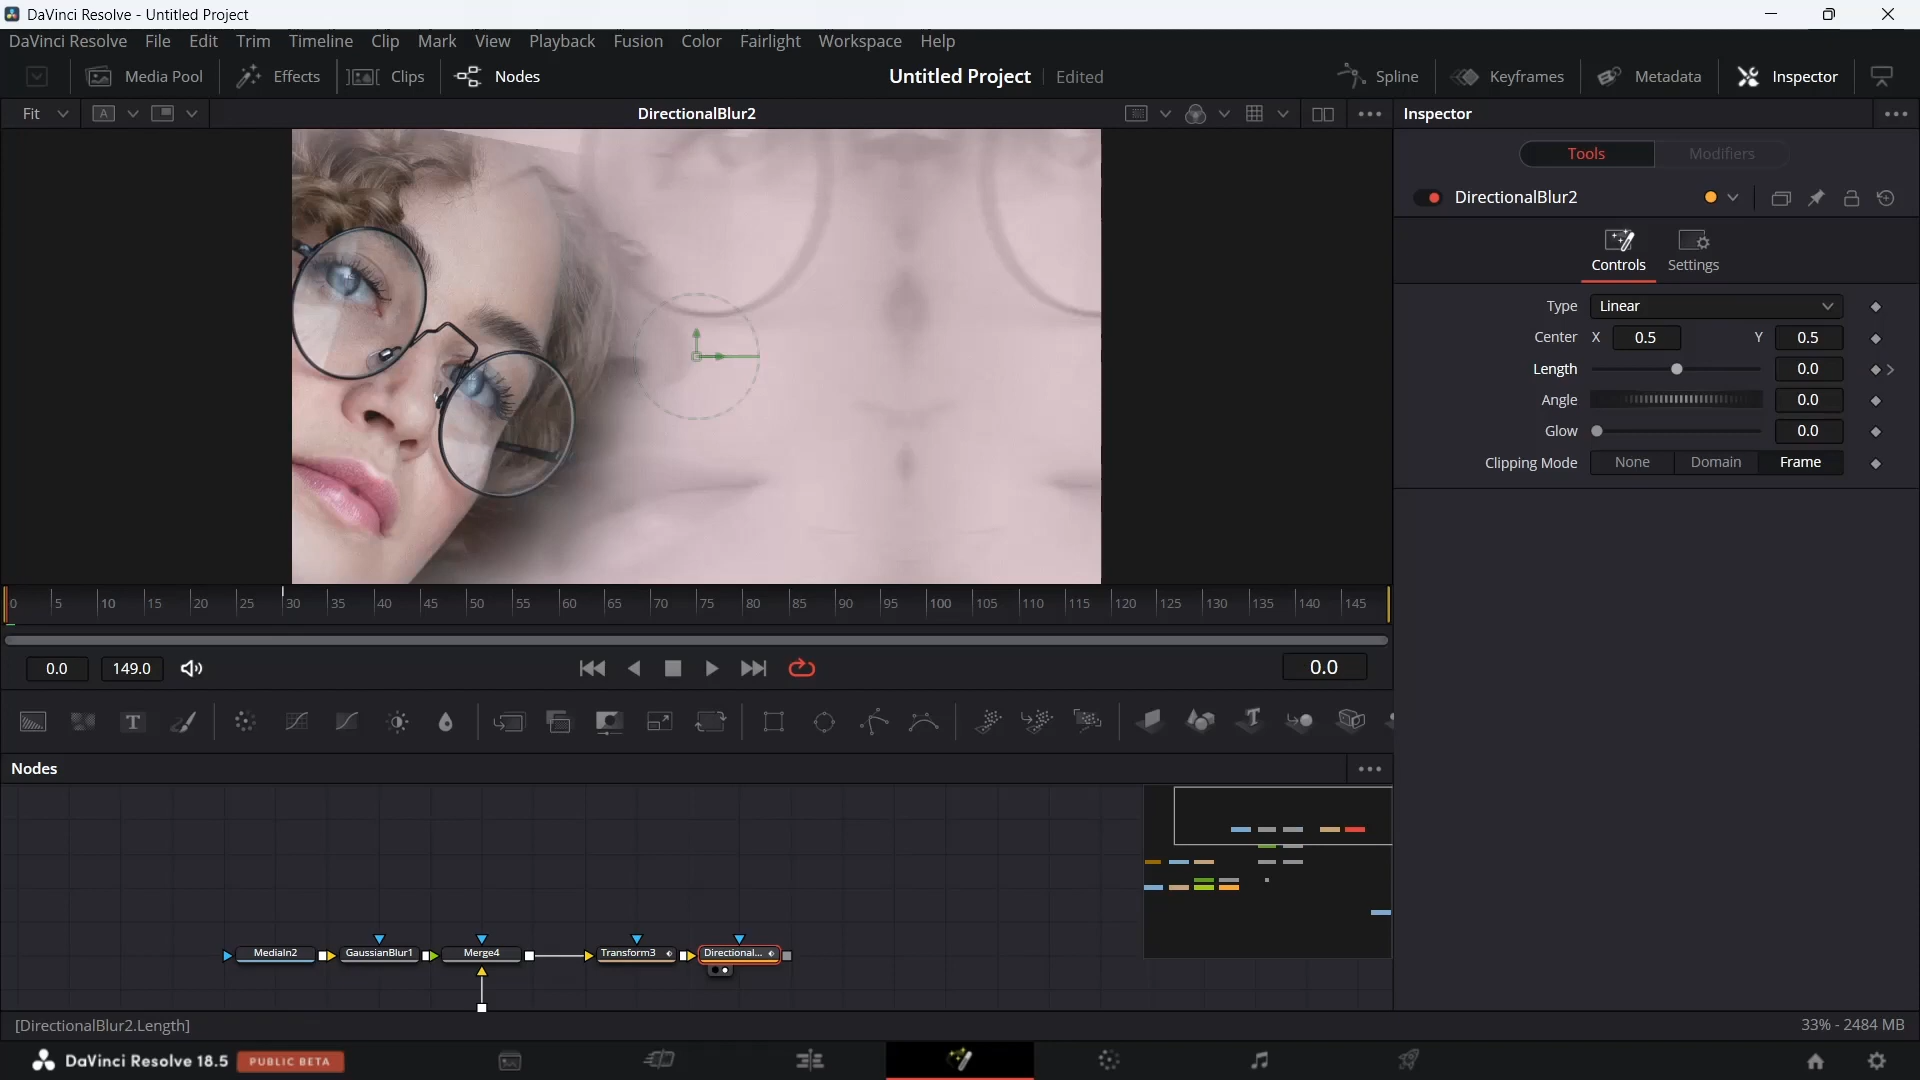 DaVinci Resolve - Untitled Project
DaVinci Resolve File Edit Trim Timeline Clip Mark View Playback Fusion Color Fairlight Workspace Help
Media Pool Effects Clips Nodes Untitled Project Edited Spline Keyframes Metadata Inspector
Fit A DirectionalBlur2 Inspector
Tools Modifiers
DirectionalBlur2
Controls Settings
Type Linear
Center X 0.5 Y 0.5
Length 0.0
Angle 0.0
Glow 0.0
Clipping Mode None Domain Frame
0 5 10 15 20 25 30 35 40 45 50 55 60 65 70 75 80 85 90 95 100 105 110 115 120 125 130 135 140 145
0.0 149.0 0.0
T T
Nodes
MediaIn2 GaussianBlur1 Merge4 Transform3 Directional...
[DirectionalBlur2.Length] 33% - 2484 MB
DaVinci Resolve 18.5 PUBLIC BETA